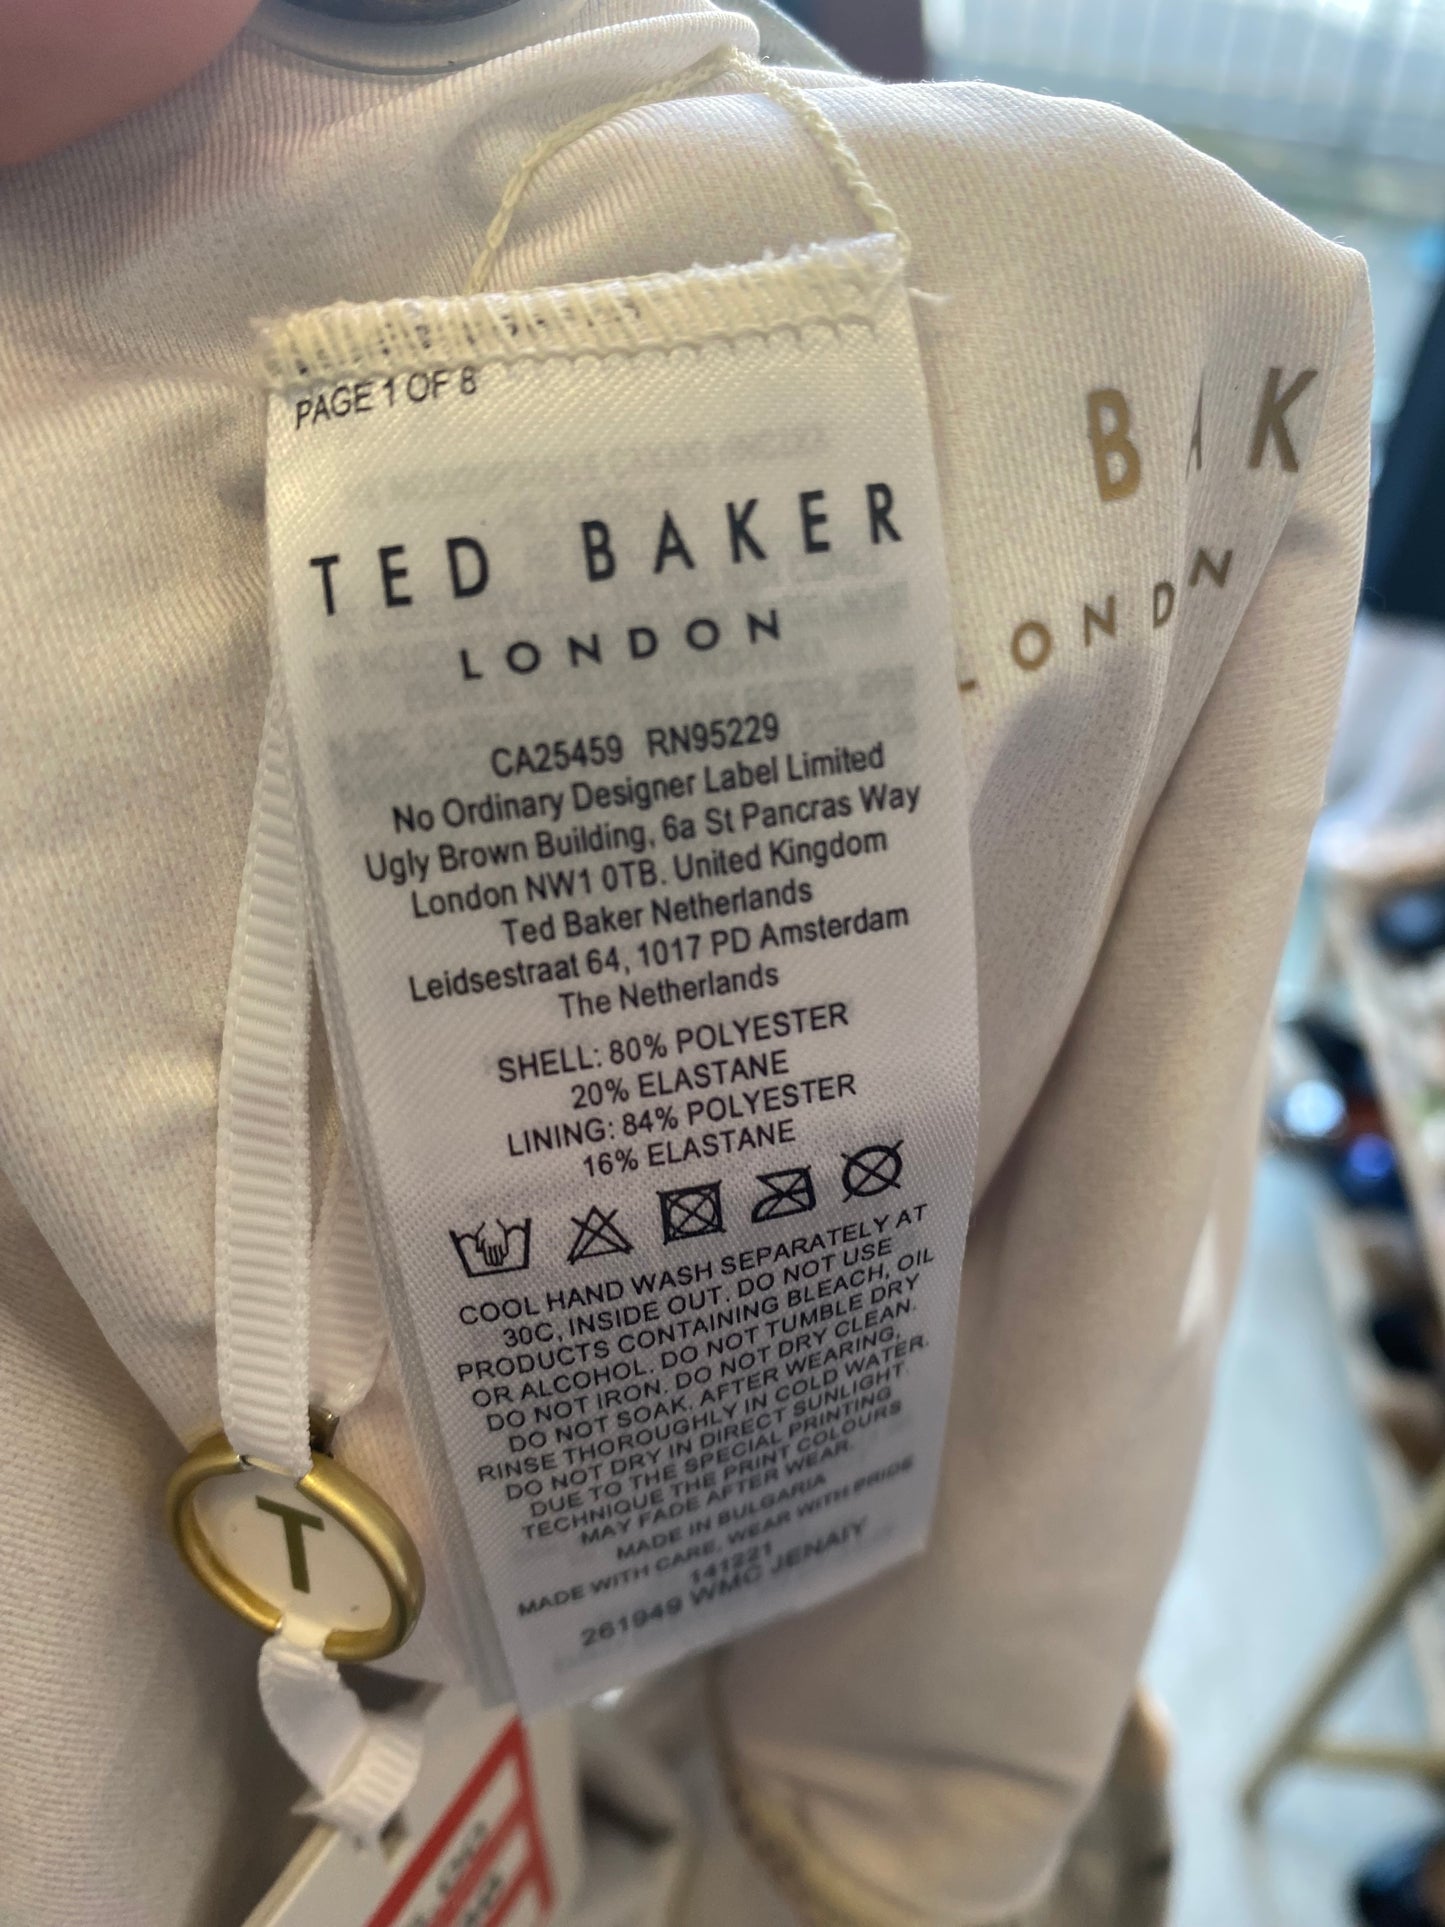 PAGE 1 OF 8
TED BAKER
LONDON
CA25459 RN95229
No Ordinary Designer Label Limited
Ugly Brown Building, 6a St Pancras Way
London NW1 0TB. United Kingdom
Ted Baker Netherlands
Leidsestraat 64, 1017 PD Amsterdam
The Netherlands
SHELL: 80% POLYESTER
20% ELASTANE
LINING: 84% POLYESTER
16% ELASTANE
COOL HAND WASH SEPARATELY AT
30C, INSIDE OUT. DO NOT USE
PRODUCTS CONTAINING BLEACH, OIL
OR ALCOHOL. DO NOT TUMBLE DRY
DO NOT IRON. DO NOT DRY CLEAN.
DO NOT SOAK. AFTER WEARING,
RINSE THOROUGHLY IN COLD WATER.
DO NOT DRY IN DIRECT SUNLIGHT.
DUE TO THE SPECIAL PRINTING
TECHNIQUE THE PRINT COLOURS
MAY FADE AFTER WEAR.
MADE IN BULGARIA
MADE WITH CARE, WEAR WITH PRIDE
141221
261949 WMC JENAIY
B A K
LONDON
T